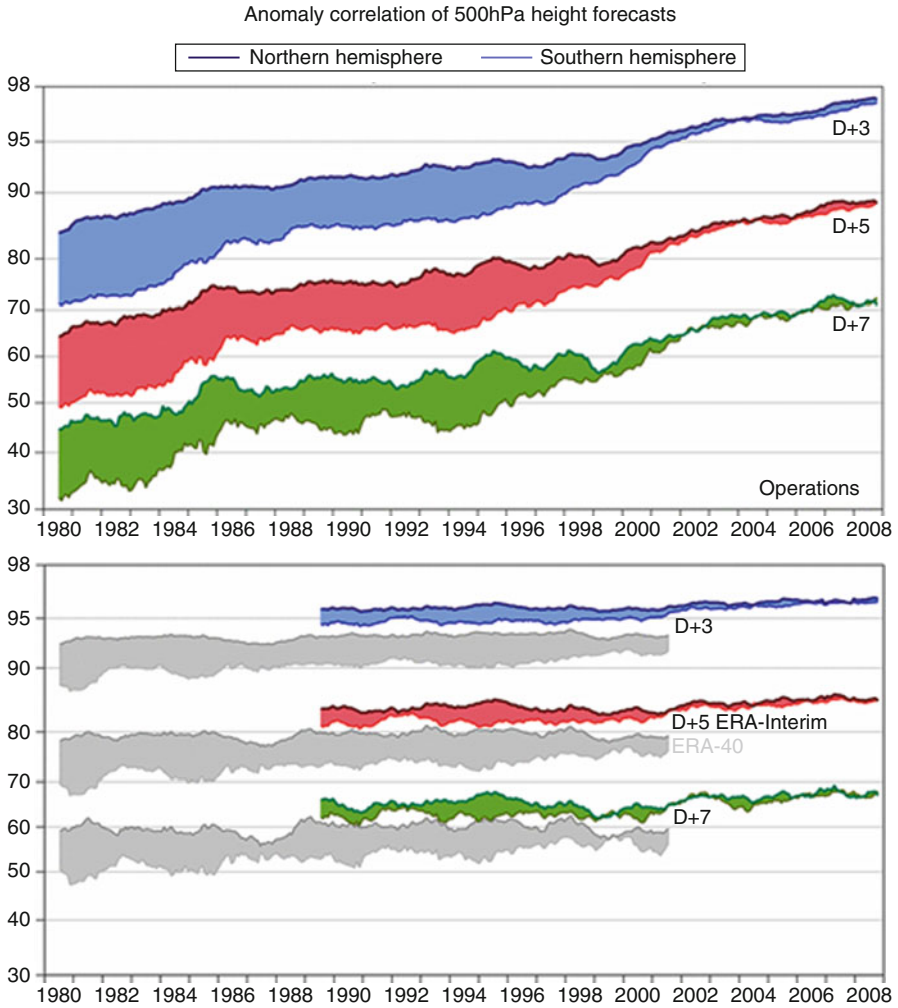 Anomaly correlation of 500hPa height forecasts
Northern hemisphere Southern hemisphere
98
D+3
95
90
D+5
80
70
D+7
60
50
40
Operations
30
1980 1982 1984 1986 1988 1990 1992 1994 1996 1998 2000 2002 2004 2006 2008
98
95
D+3
90
D+5 ERA-Interim
80
ERA-40
70
D+7
60
50
40
30
1980 1982 1984 1986 1988 1990 1992 1994 1996 1998 2000 2002 2004 2006 2008